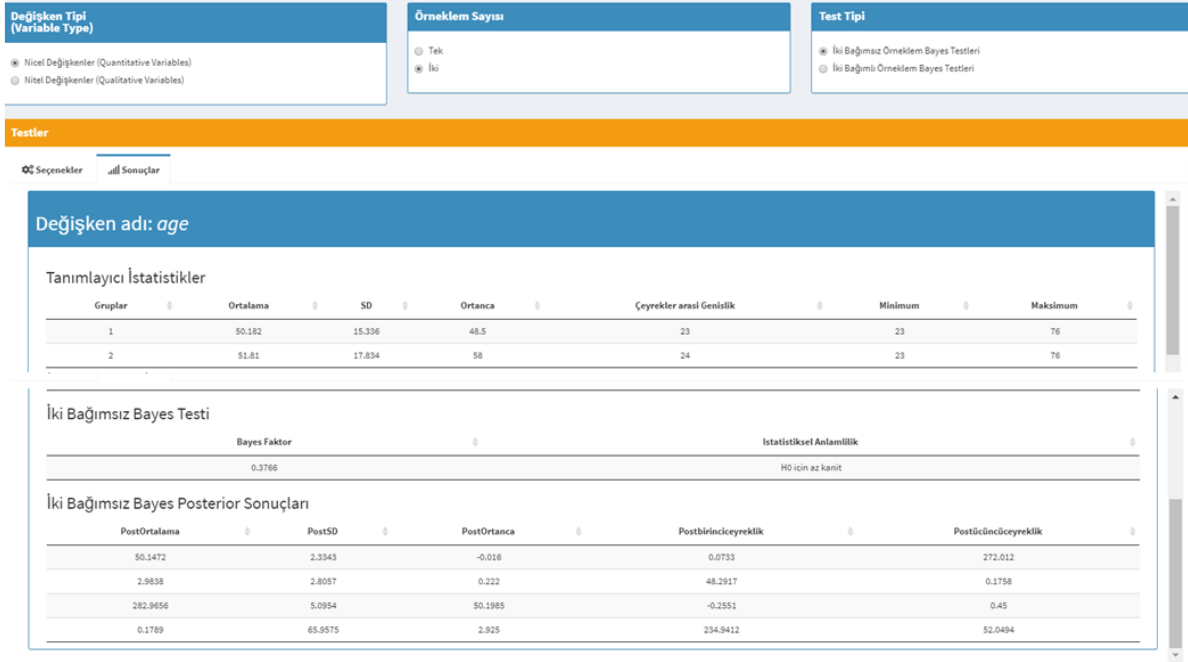 Değişken Tipi
(Variable Type)
Nicel Değişkenler (Quantitative Variables)
Nitel Değişkenler (Qualitative Variables)
Örneklem Sayısı
Tek
İki
Test Tipi
İki Bağımsız Örneklem Bayes Testleri
İki Bağımlı Örneklem Bayes Testleri
Testler
Seçenekler Sonuçlar
Değişken adı: age
Tanımlayıcı İstatistikler
Gruplar Ortalama SD Ortanca Çeyrekler arasi Genislik Minimum Maksimum
1 50.182 15.336 48.5 23 23 76
2 51.81 17.834 58 24 23 76
İki Bağımsız Bayes Testi
Bayes Faktor Istatistiksel Anlamlilik
0.3766 H0 icin az kanit
İki Bağımsız Bayes Posterior Sonuçları
PostOrtalama PostSD PostOrtanca Postbirinciceyreklik Postücüncüceyreklik
50.1472 2.3343 -0.016 0.0733 272.012
2.9838 2.8057 0.222 48.2917 0.1758
282.9656 5.0954 50.1985 -0.2551 0.45
0.1789 65.9575 2.925 234.9412 52.0494